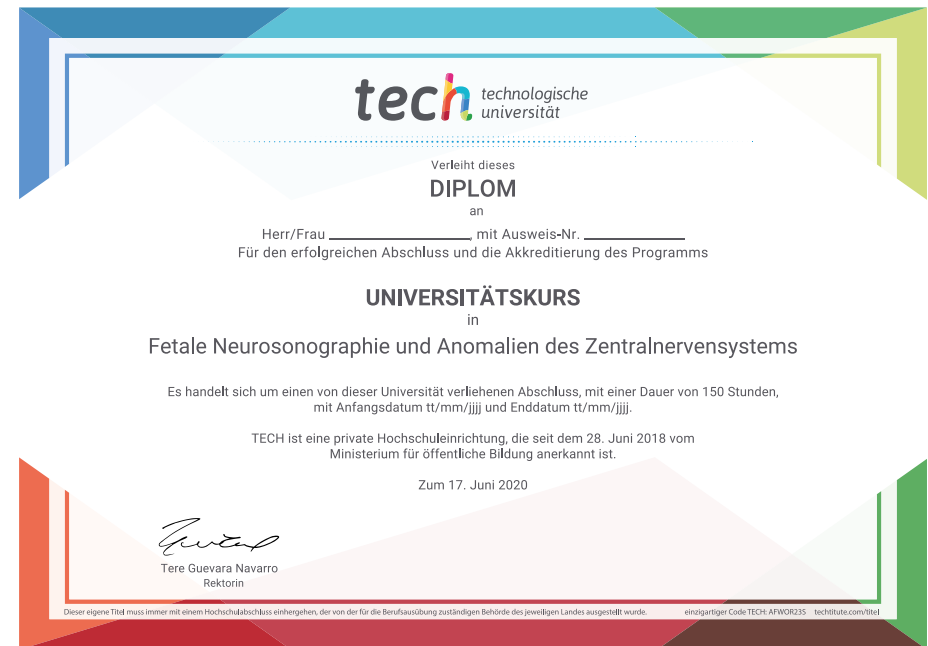 tech technologische
universität
Verleiht dieses
DIPLOM
an
Herr/Frau ____________, mit Ausweis-Nr. ____________
Für den erfolgreichen Abschluss und die Akkreditierung des Programms
UNIVERSITÄTSKURS
in
Fetale Neurosonographie und Anomalien des Zentralnervensystems
Es handelt sich um einen von dieser Universität verliehenen Abschluss, mit einer Dauer von 150 Stunden,
mit Anfangsdatum tt/mm/jjjj und Enddatum tt/mm/jjjj.
TECH ist eine private Hochschuleinrichtung, die seit dem 28. Juni 2018 vom
Ministerium für öffentliche Bildung anerkannt ist.
Zum 17. Juni 2020
Tere Guevara Navarro
Rektorin
Dieser eigene Titel muss immer mit einem Hochschulabschluss einhergehen, der von der für die Berufsausübung zuständigen Behörde des jeweiligen Landes ausgestellt wurde. einzigartiger Code TECH: AFWOR23S techtitute.com/titel